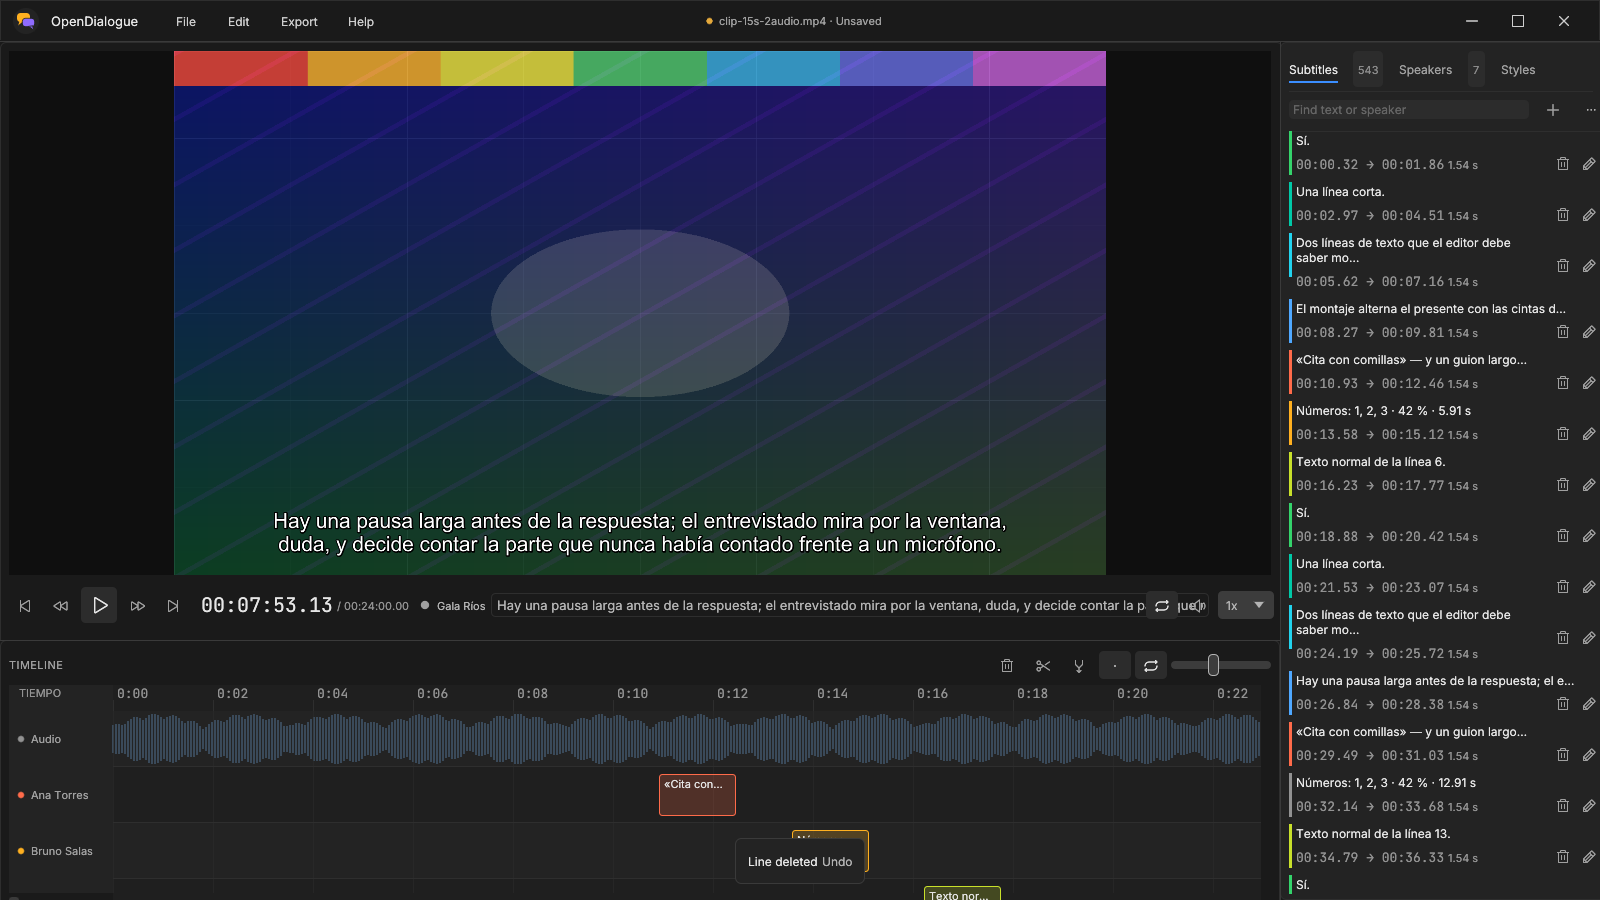 OpenDialogue File Edit Export Help clip-15s-2audio.mp4 · Unsaved
Hay una pausa larga antes de la respuesta; el entrevistado mira por la ventana,
duda, y decide contar la parte que nunca había contado frente a un micrófono.
00:07:53.13 / 00:24:00.00 Gala Ríos Hay una pausa larga antes de la respuesta; el entrevistado mira por la ventana, duda, y decide contar la 1x
TIMELINE
TIEMPO 0:00 0:02 0:04 0:06 0:08 0:10 0:12 0:14 0:16 0:18 0:20 0:22
Audio
Ana Torres «Cita con...
Bruno Salas
Line deleted Undo
Texto nor...
Subtitles 543 Speakers 7 Styles
Find text or speaker
Sí.
00:00.32 → 00:01.86 1.54 s
Una línea corta.
00:02.97 → 00:04.51 1.54 s
Dos líneas de texto que el editor debe
saber mo...
00:05.62 → 00:07.16 1.54 s
El montaje alterna el presente con las cintas d...
00:08.27 → 00:09.81 1.54 s
«Cita con comillas» — y un guion largo...
00:10.93 → 00:12.46 1.54 s
Números: 1, 2, 3 · 42 % · 5.91 s
00:13.58 → 00:15.12 1.54 s
Texto normal de la línea 6.
00:16.23 → 00:17.77 1.54 s
Sí.
00:18.88 → 00:20.42 1.54 s
Una línea corta.
00:21.53 → 00:23.07 1.54 s
Dos líneas de texto que el editor debe
saber mo...
00:24.19 → 00:25.72 1.54 s
Hay una pausa larga antes de la respuesta; el e...
00:26.84 → 00:28.38 1.54 s
«Cita con comillas» — y un guion largo...
00:29.49 → 00:31.03 1.54 s
Números: 1, 2, 3 · 42 % · 12.91 s
00:32.14 → 00:33.68 1.54 s
Texto normal de la línea 13.
00:34.79 → 00:36.33 1.54 s
Sí.